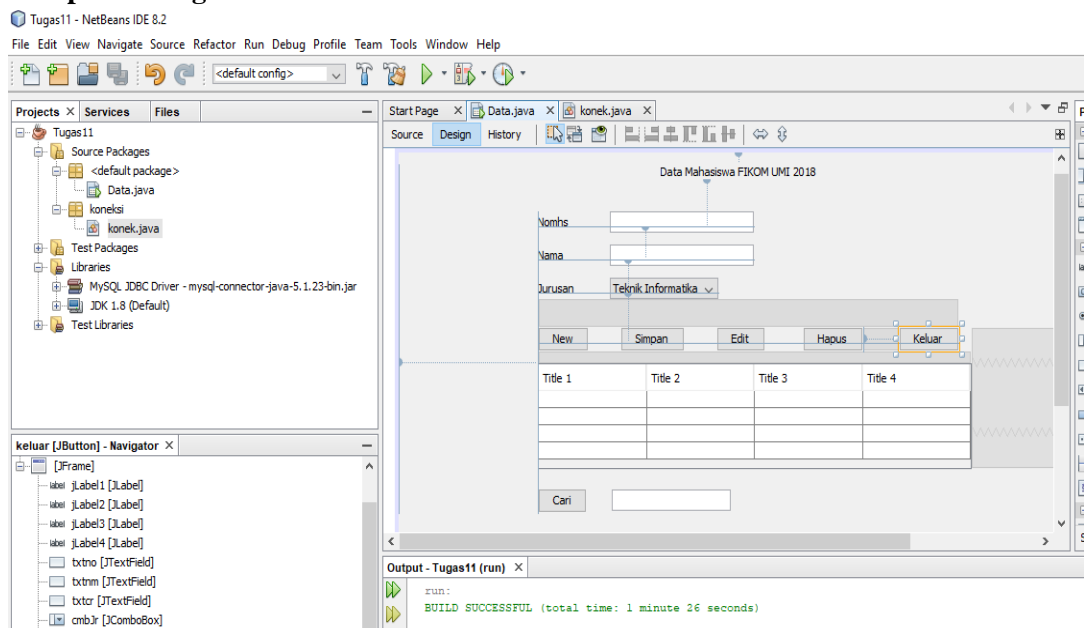 Tugas11 - NetBeans IDE 8.2
File Edit View Navigate Source Refactor Run Debug Profile Team Tools Window Help
<default config>
Projects Services Files
Start Page Data.java konek.java
Source Design History
Tugas11
Source Packages
<default package>
Data.java
koneksi
konek.java
Test Packages
Libraries
MySQL JDBC Driver - mysql-connector-java-5.1.23-bin.jar
JDK 1.8 (Default)
Test Libraries
Data Mahasiswa FIKOM UMI 2018
Nomhs
Nama
Jurusan Teknik Informatika
New Simpan Edit Hapus Keluar
Title 1 Title 2 Title 3 Title 4
Cari
keluar [JButton] - Navigator
[JFrame]
label jLabel1 [JLabel]
label jLabel2 [JLabel]
label jLabel3 [JLabel]
label jLabel4 [JLabel]
txtno [JTextField]
txtnm [JTextField]
txtcr [JTextField]
cmbJr [JComboBox]
Output - Tugas11 (run)
run:
BUILD SUCCESSFUL (total time: 1 minute 26 seconds)